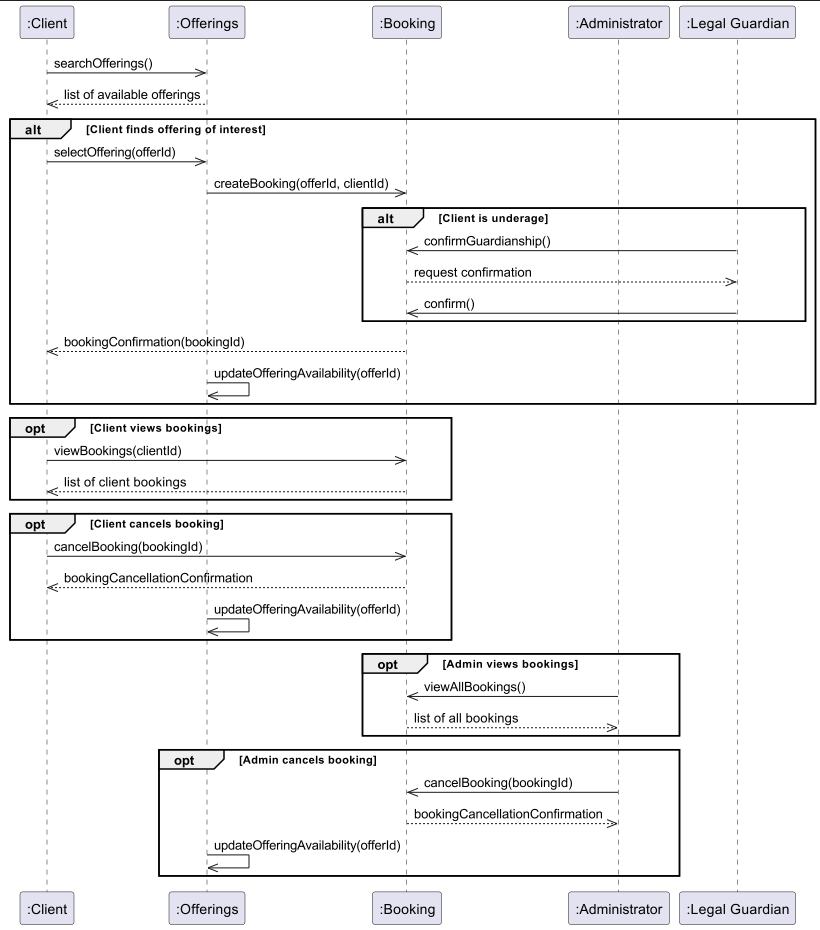 :Client :Offerings :Booking :Administrator :Legal Guardian
searchOfferings()
list of available offerings
alt [Client finds offering of interest]
selectOffering(offerId)
createBooking(offerId, clientId)
alt [Client is underage]
confirmGuardianship()
request confirmation
confirm()
bookingConfirmation(bookingId)
updateOfferingAvailability(offerId)
opt [Client views bookings]
viewBookings(clientId)
list of client bookings
opt [Client cancels booking]
cancelBooking(bookingId)
bookingCancellationConfirmation
updateOfferingAvailability(offerId)
opt [Admin views bookings]
viewAllBookings()
list of all bookings
opt [Admin cancels booking]
cancelBooking(bookingId)
bookingCancellationConfirmation
updateOfferingAvailability(offerId)
:Client :Offerings :Booking :Administrator :Legal Guardian